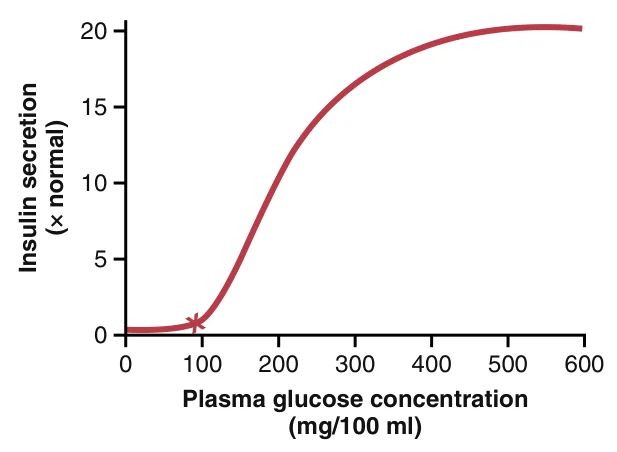 20
15
10
5
0
Insulin secretion
(× normal)
0 100 200 300 400 500 600
Plasma glucose concentration
(mg/100 ml)